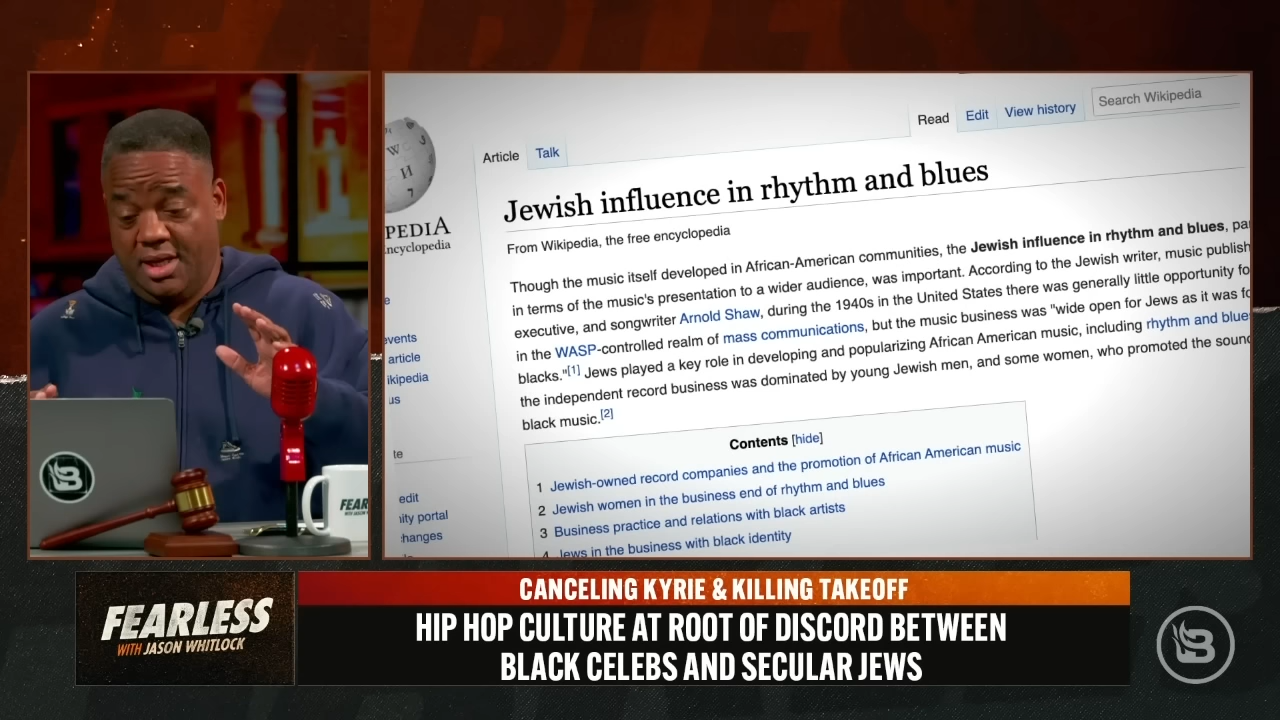 Read Edit View history Search Wikipedia
Article Talk
PEDIA
ncyclopedia
Jewish influence in rhythm and blues
From Wikipedia, the free encyclopedia
Though the music itself developed in African-American communities, the Jewish influence in rhythm and blues, par
in terms of the music's presentation to a wider audience, was important. According to the Jewish writer, music publish
executive, and songwriter Arnold Shaw, during the 1940s in the United States there was generally little opportunity fo
in the WASP-controlled realm of mass communications, but the music business was "wide open for Jews as it was fo
blacks."[1] Jews played a key role in developing and popularizing African American music, including rhythm and blue
the independent record business was dominated by young Jewish men, and some women, who promoted the sound
black music.[2]
Contents [hide]
1 Jewish-owned record companies and the promotion of African American music
2 Jewish women in the business end of rhythm and blues
3 Business practice and relations with black artists
4 Jews in the business with black identity
e
events
article
ikipedia
us
te
edit
ity portal
hanges
B
FEAR
CANCELING KYRIE & KILLING TAKEOFF
HIP HOP CULTURE AT ROOT OF DISCORD BETWEEN
BLACK CELEBS AND SECULAR JEWS
FEARLESS
WITH JASON WHITLOCK
B